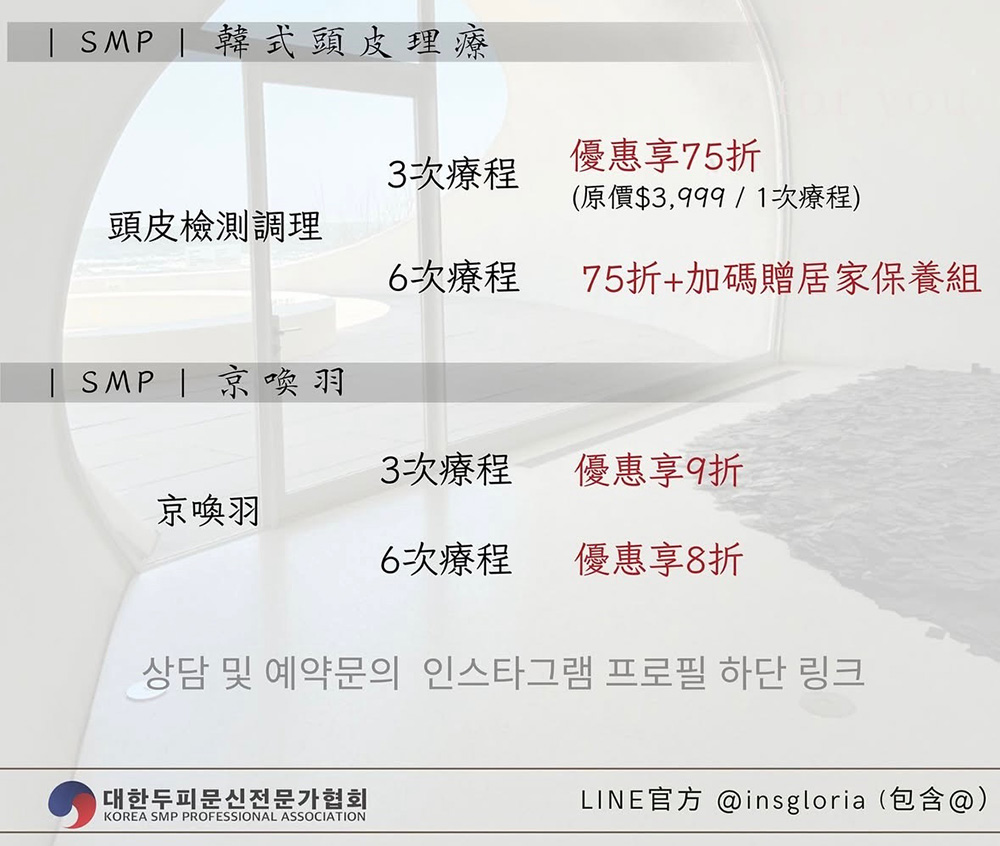 | SMP | 韓式頭皮理療
頭皮檢測調理
3次療程 優惠享75折
(原價$3,999 / 1次療程)
6次療程 75折+加碼贈居家保養組
| SMP | 京喚羽
京喚羽
3次療程 優惠享9折
6次療程 優惠享8折
상담 및 예약문의 인스타그램 프로필 하단 링크
대한두피문신전문가협회
KOREA SMP PROFESSIONAL ASSOCIATION
LINE官方 @insgloria (包含@)